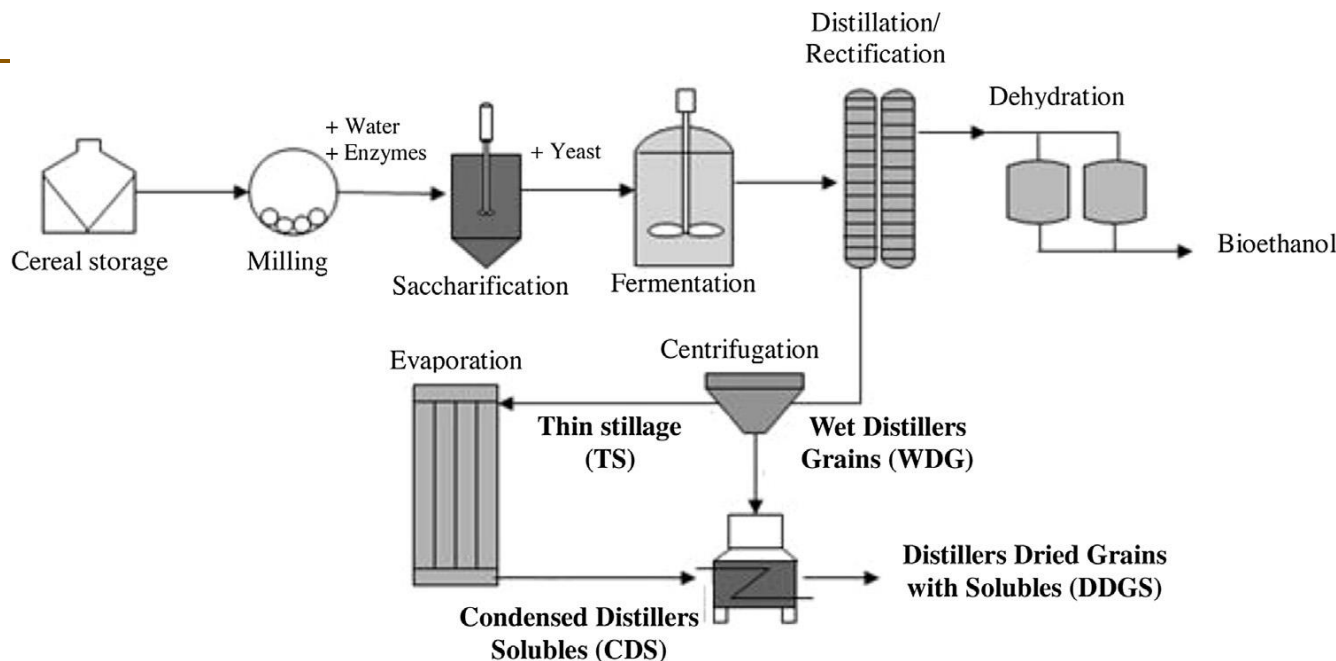 Distillation/
Rectification
Dehydration
+ Water
+ Enzymes
+ Yeast
Cereal storage
Milling
Saccharification
Fermentation
Bioethanol
Evaporation
Centrifugation
Thin stillage
(TS)
Wet Distillers
Grains (WDG)
Distillers Dried Grains
with Solubles (DDGS)
Condensed Distillers
Solubles (CDS)